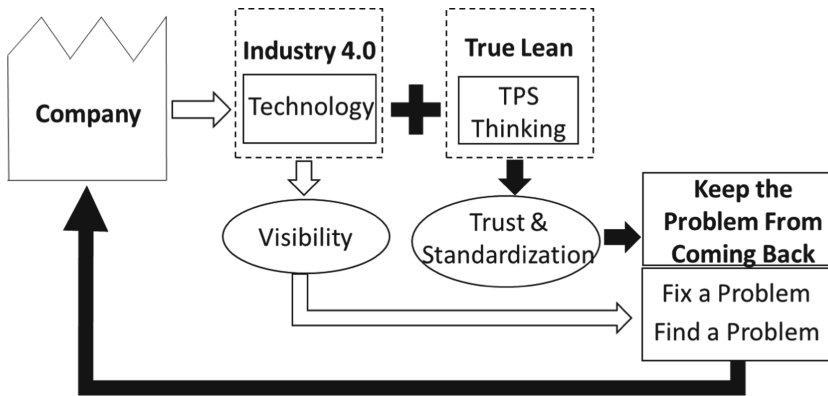 Company
Industry 4.0
Technology
True Lean
TPS
Thinking
Visibility
Trust &
Standardization
Keep the
Problem From
Coming Back
Fix a Problem
Find a Problem